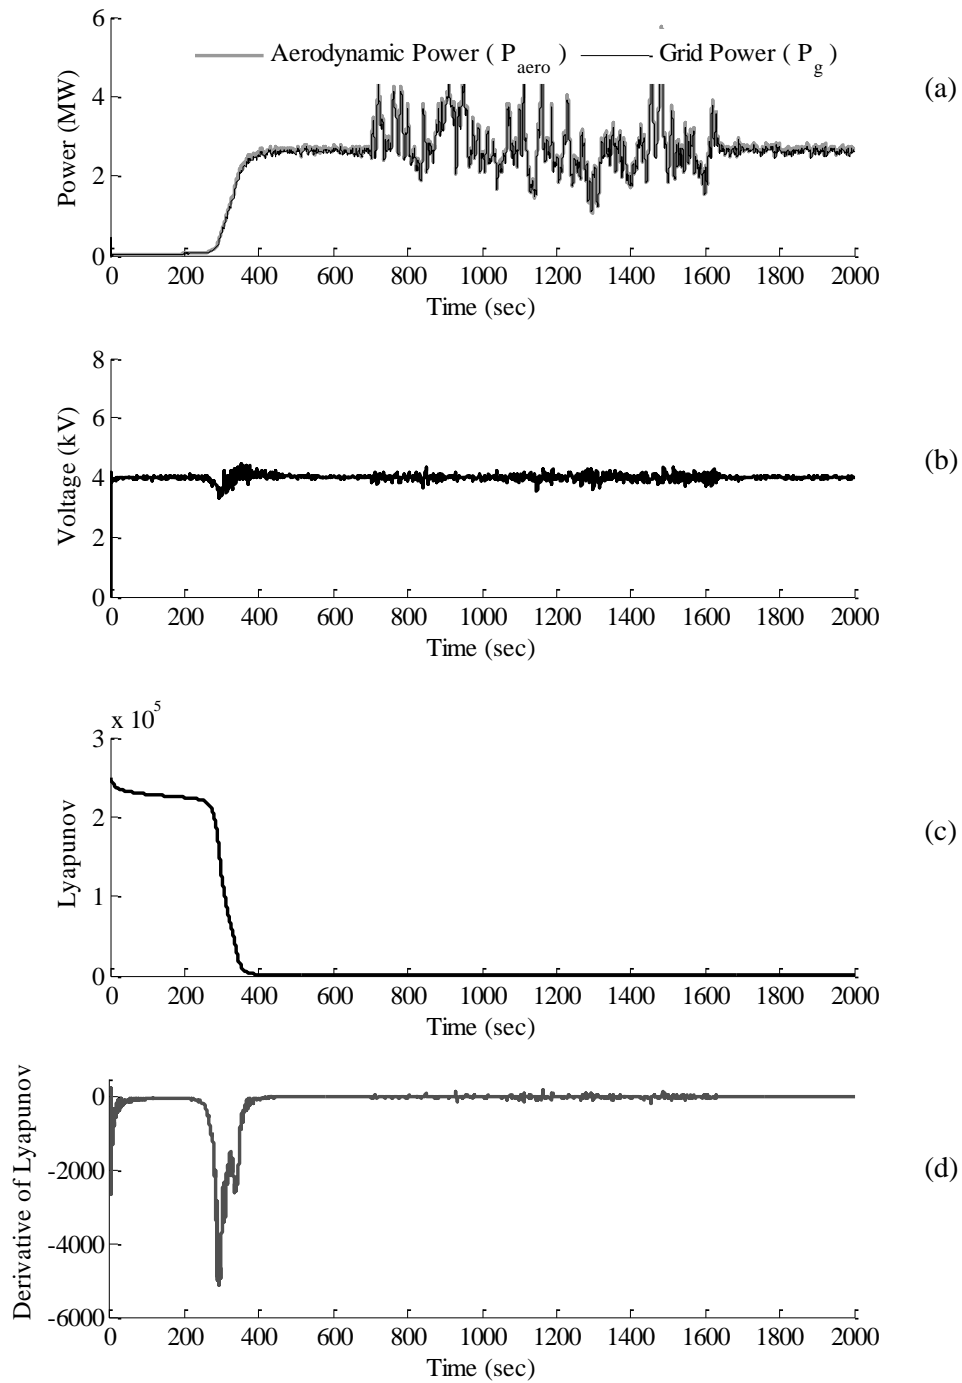 6
Aerodynamic Power ( P_aero ) Grid Power ( P_g )
4
2
0
Power (MW)
(a)
0 200 400 600 800 1000 1200 1400 1600 1800 2000
Time (sec)
8
6
4
2
0
Voltage (kV)
(b)
0 200 400 600 800 1000 1200 1400 1600 1800 2000
Time (sec)
x 10^5
3
2
1
0
Lyapunov
(c)
0 200 400 600 800 1000 1200 1400 1600 1800 2000
Time (sec)
0
-2000
-4000
-6000
Derivative of Lyapunov
(d)
0 200 400 600 800 1000 1200 1400 1600 1800 2000
Time (sec)